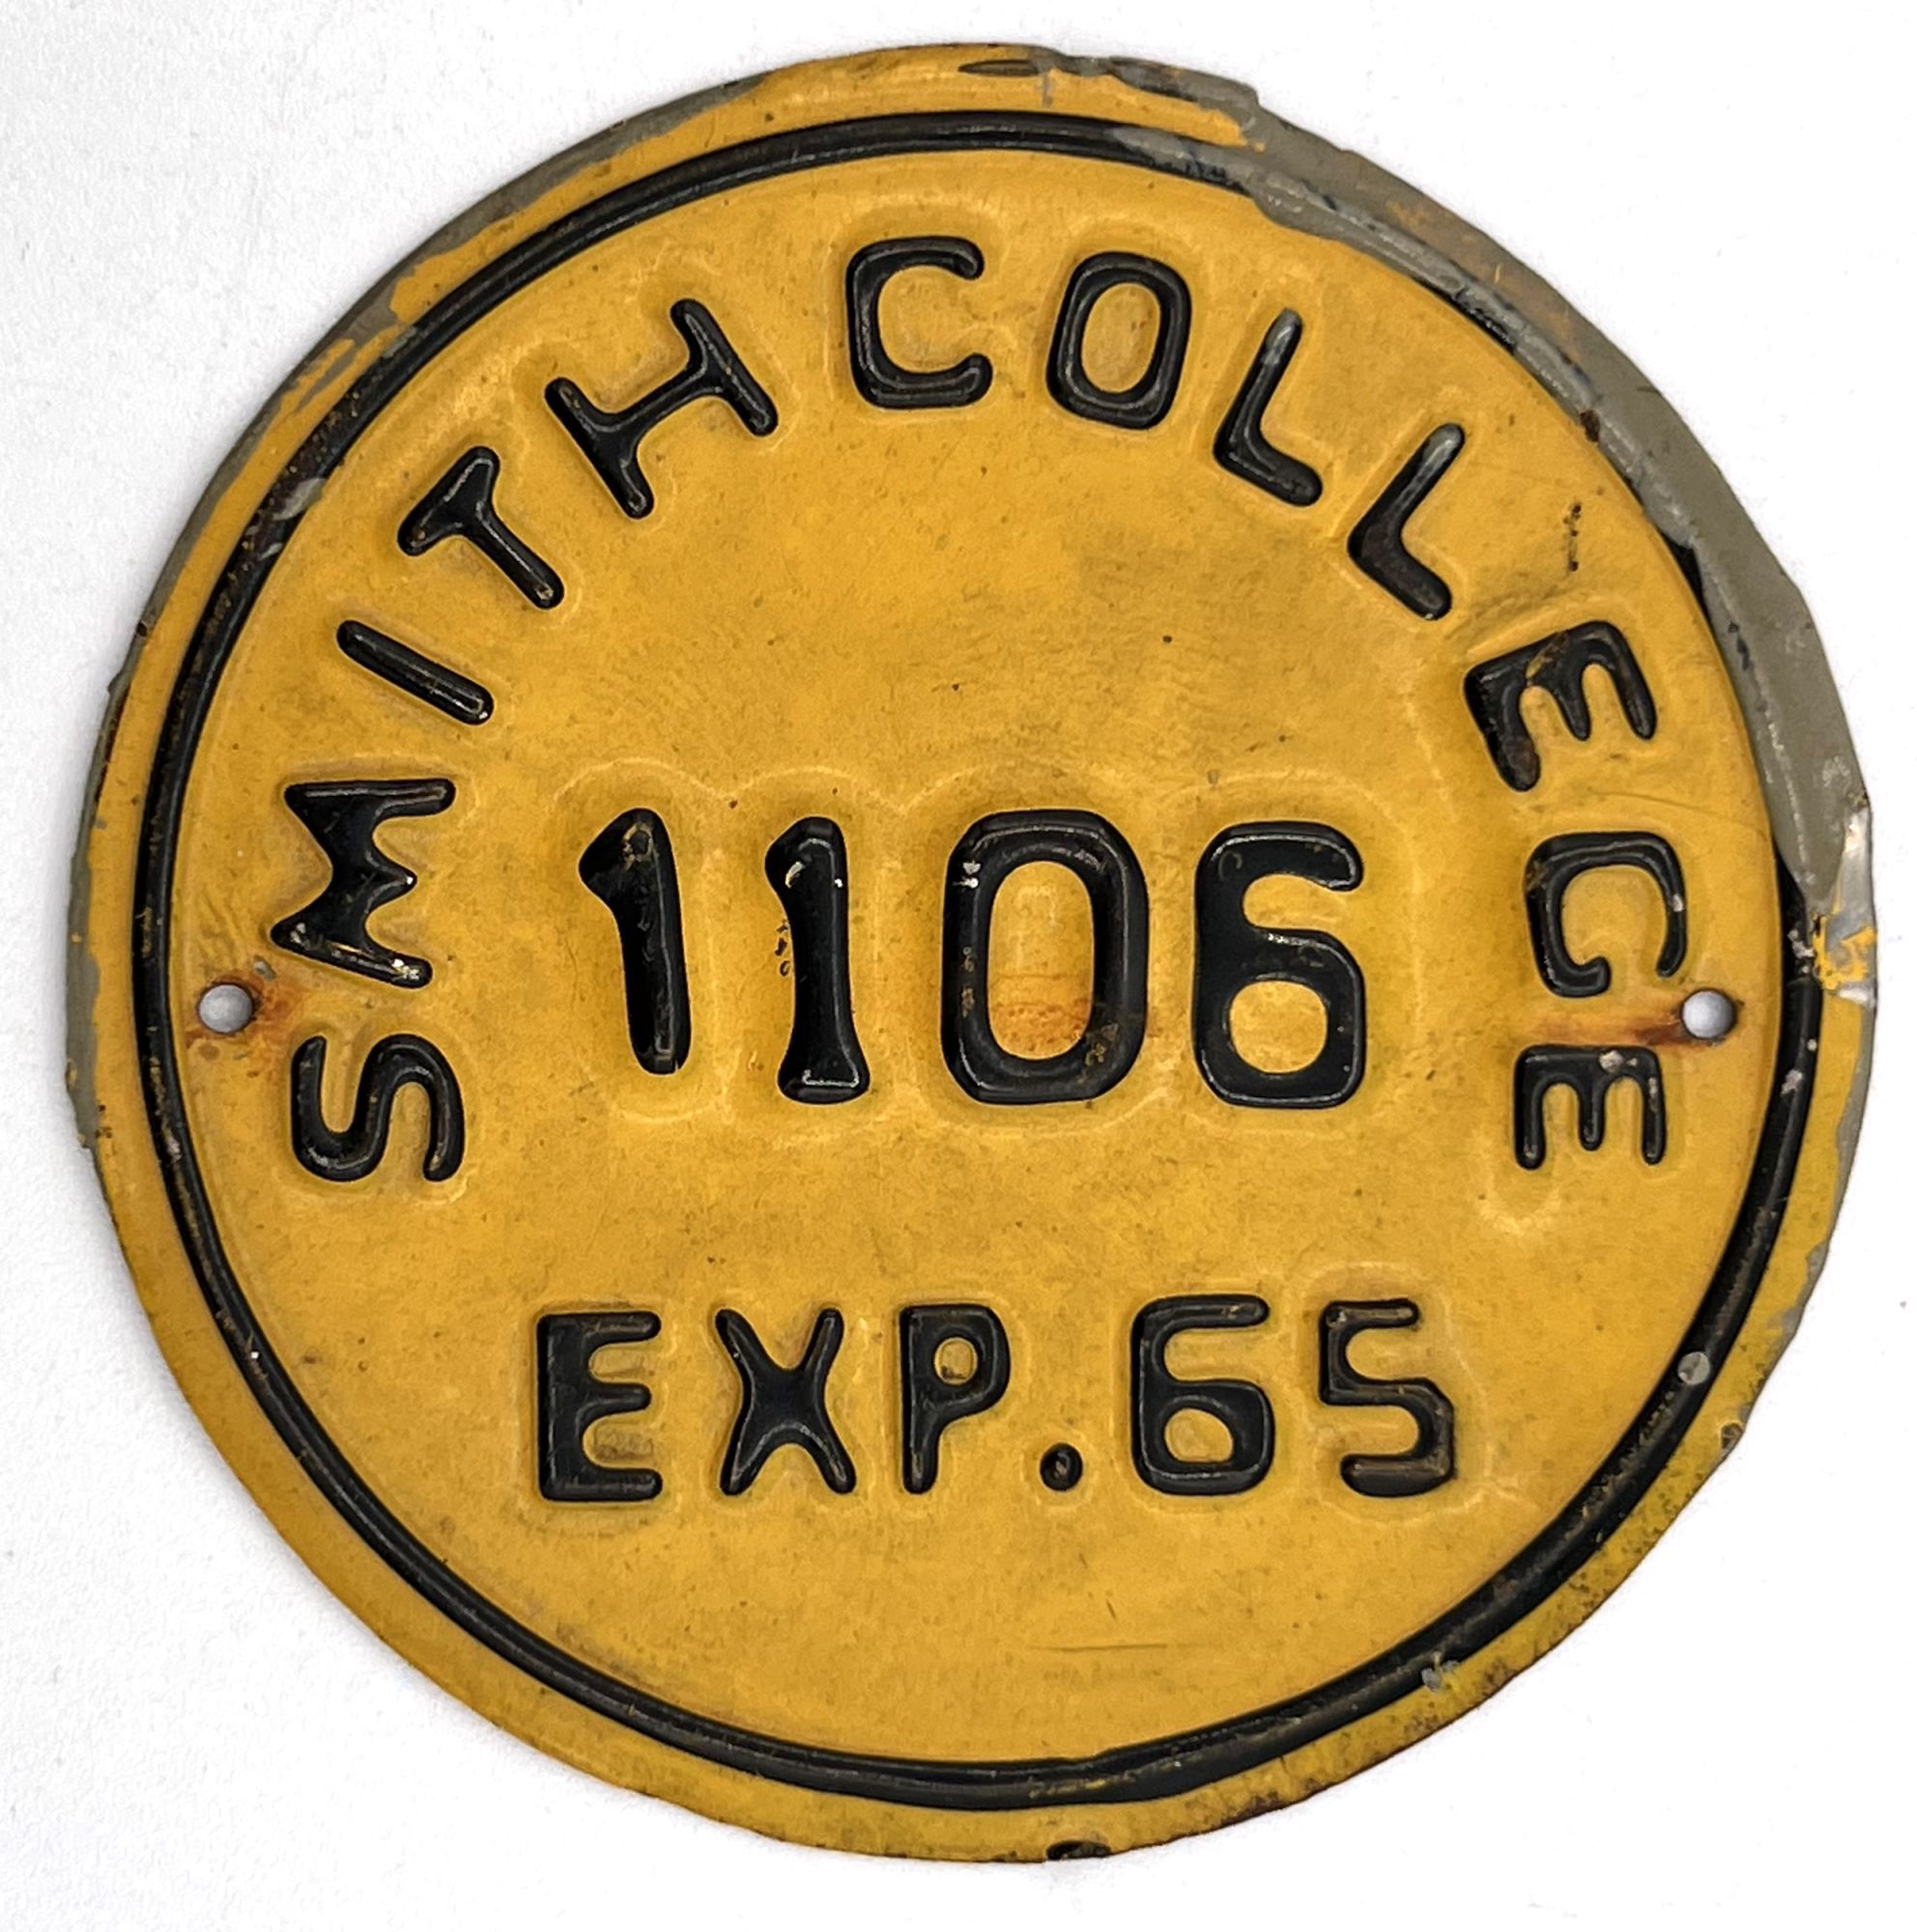 SMITH COLLEGE
1106
EXP. 65